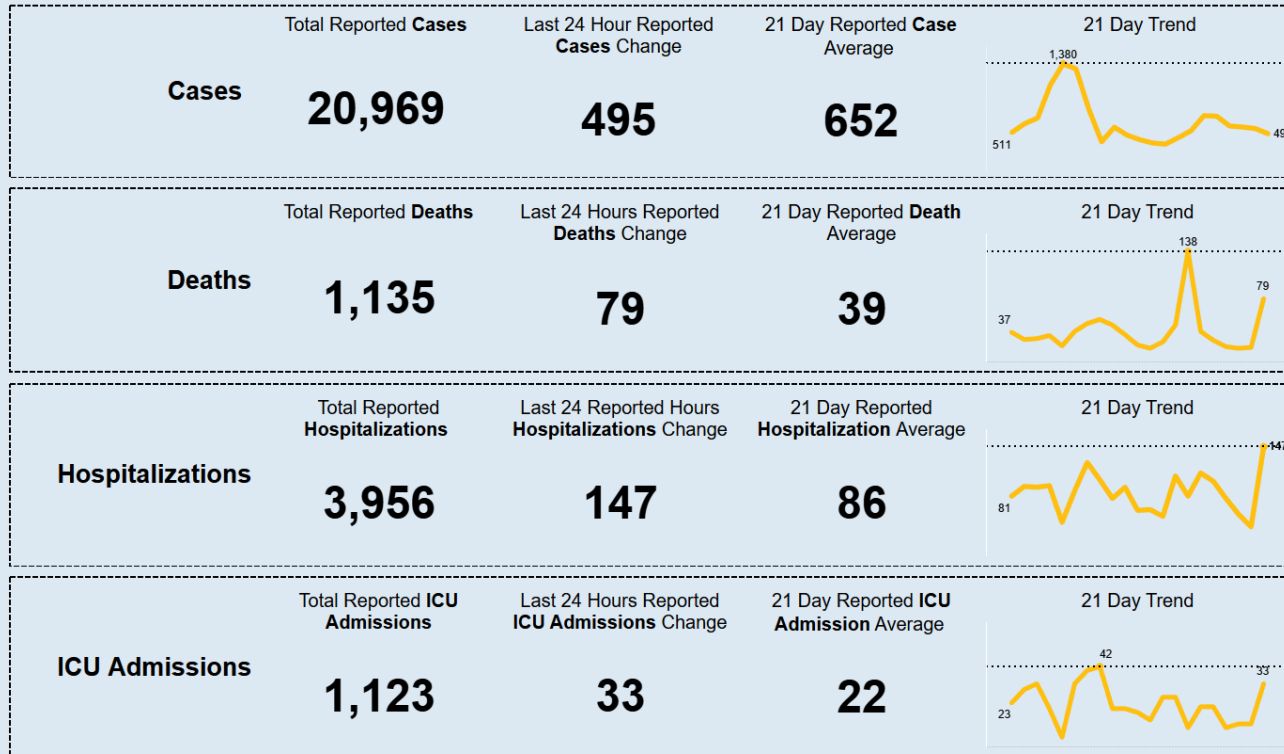 Total Reported Cases
Last 24 Hour Reported
Cases Change
21 Day Reported Case
Average
21 Day Trend
Cases
20,969
495
652
1,380
511
49
Total Reported Deaths
Last 24 Hours Reported
Deaths Change
21 Day Reported Death
Average
21 Day Trend
Deaths
1,135
79
39
138
37
79
Total Reported
Hospitalizations
Last 24 Reported Hours
Hospitalizations Change
21 Day Reported
Hospitalization Average
21 Day Trend
Hospitalizations
3,956
147
86
147
81
Total Reported ICU
Admissions
Last 24 Hours Reported
ICU Admissions Change
21 Day Reported ICU
Admission Average
21 Day Trend
ICU Admissions
1,123
33
22
42
23
33